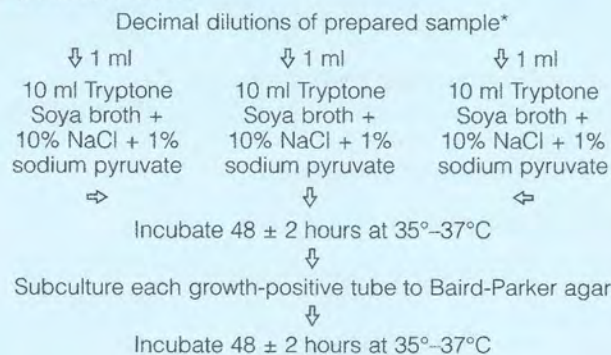 Decimal dilutions of prepared sample*
⇩ 1 ml ⇩ 1 ml ⇩ 1 ml
10 ml Tryptone 10 ml Tryptone 10 ml Tryptone
Soya broth + Soya broth + Soya broth +
10% NaCl + 1% 10% NaCl + 1% 10% NaCl + 1%
sodium pyruvate sodium pyruvate sodium pyruvate
⇨ ⇩ ⇦
Incubate 48 ± 2 hours at 35°–37°C
⇩
Subculture each growth-positive tube to Baird-Parker agar
⇩
Incubate 48 ± 2 hours at 35°–37°C